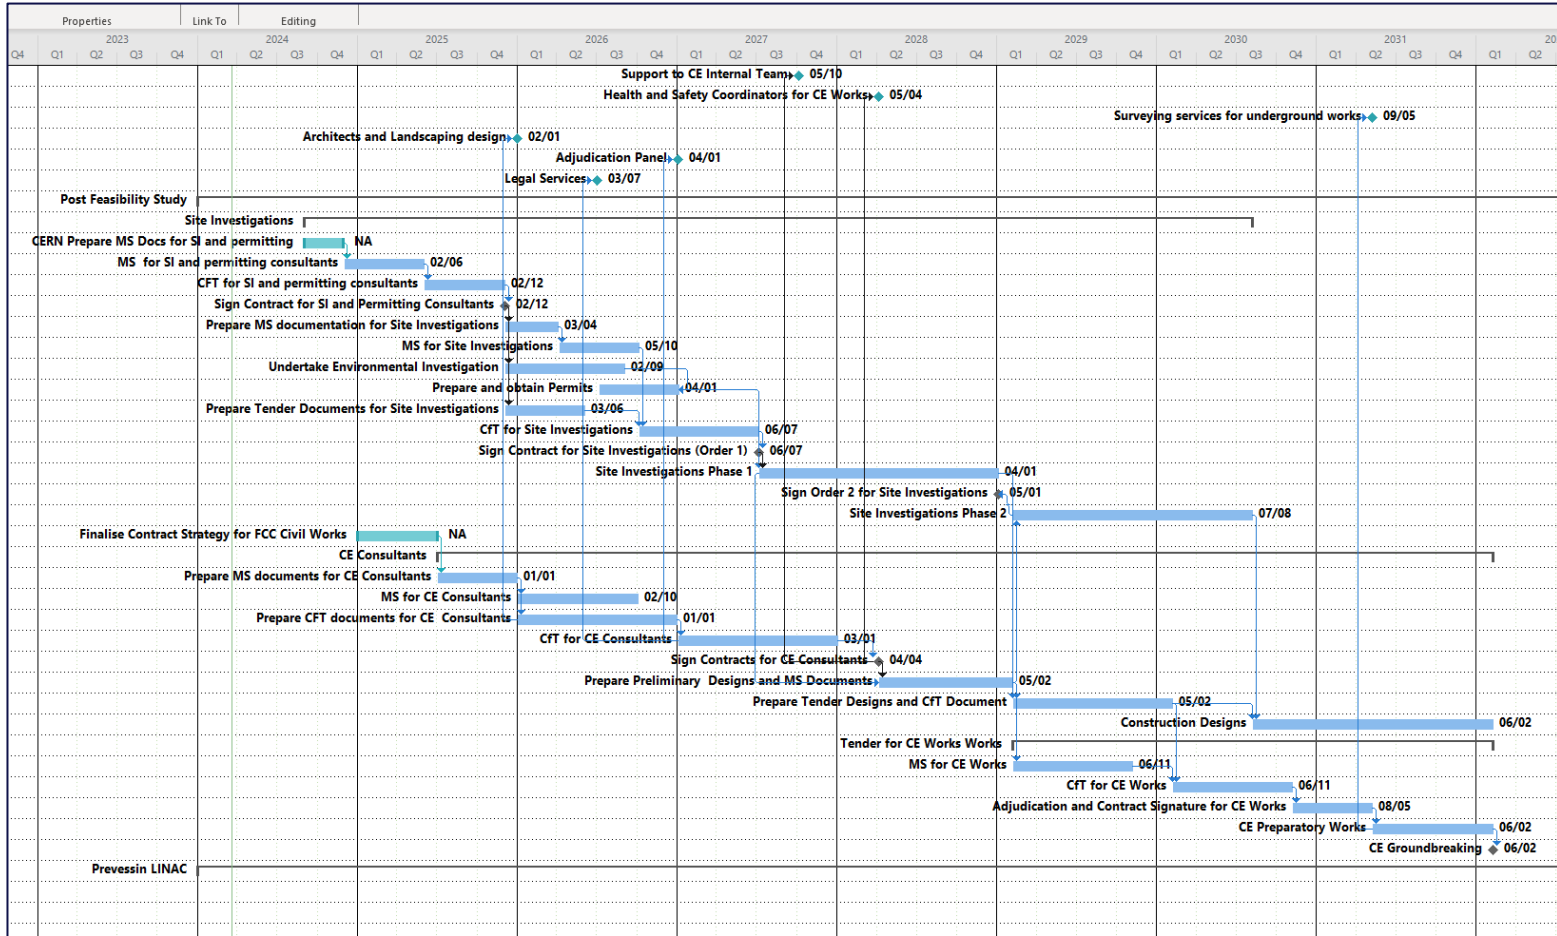 Properties Link To Editing
2023 2024 2025 2026 2027 2028 2029 2030 2031 20
Q4 Q1 Q2 Q3 Q4 Q1 Q2 Q3 Q4 Q1 Q2 Q3 Q4 Q1 Q2 Q3 Q4 Q1 Q2 Q3 Q4 Q1 Q2 Q3 Q4 Q1 Q2 Q3 Q4 Q1 Q2 Q3 Q4 Q1 Q2 Q3 Q4 Q1 Q2
Support to CE Internal Team 05/10
Health and Safety Coordinators for CE Works 05/04
Surveying services for underground works 09/05
Architects and Landscaping design 02/01
Adjudication Panel 04/01
Legal Services 03/07
Post Feasibility Study
Site Investigations
CERN Prepare MS Docs for SI and permitting NA
MS for SI and permitting consultants 02/06
CFT for SI and permitting consultants 02/12
Sign Contract for SI and Permitting Consultants 02/12
Prepare MS documentation for Site Investigations 03/04
MS for Site Investigations 05/10
Undertake Environmental Investigation 02/09
Prepare and obtain Permits 04/01
Prepare Tender Documents for Site Investigations 03/06
CfT for Site Investigations 06/07
Sign Contract for Site Investigations (Order 1) 06/07
Site Investigations Phase 1 04/01
Sign Order 2 for Site Investigations 05/01
Site Investigations Phase 2 07/08
Finalise Contract Strategy for FCC Civil Works NA
CE Consultants
Prepare MS documents for CE Consultants 01/01
MS for CE Consultants 02/10
Prepare CFT documents for CE Consultants 01/01
CfT for CE Consultants 03/01
Sign Contracts for CE Consultants 04/04
Prepare Preliminary Designs and MS Documents 05/02
Prepare Tender Designs and CfT Document 05/02
Construction Designs 06/02
Tender for CE Works Works
MS for CE Works 06/11
CfT for CE Works 06/11
Adjudication and Contract Signature for CE Works 08/05
CE Preparatory Works 06/02
CE Groundbreaking 06/02
Prevessin LINAC